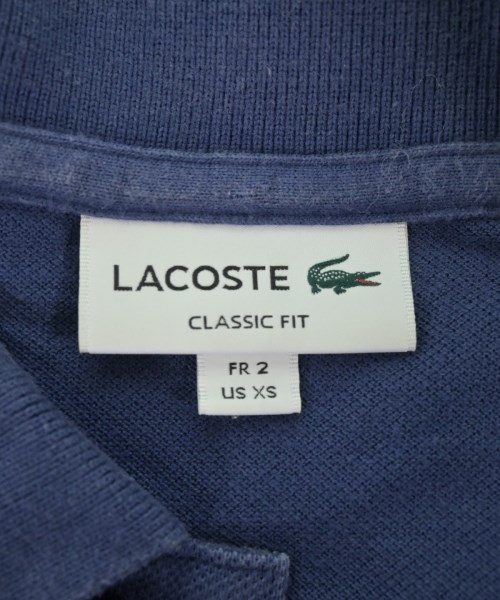 LACOSTE
CLASSIC FIT
FR 2
US XS